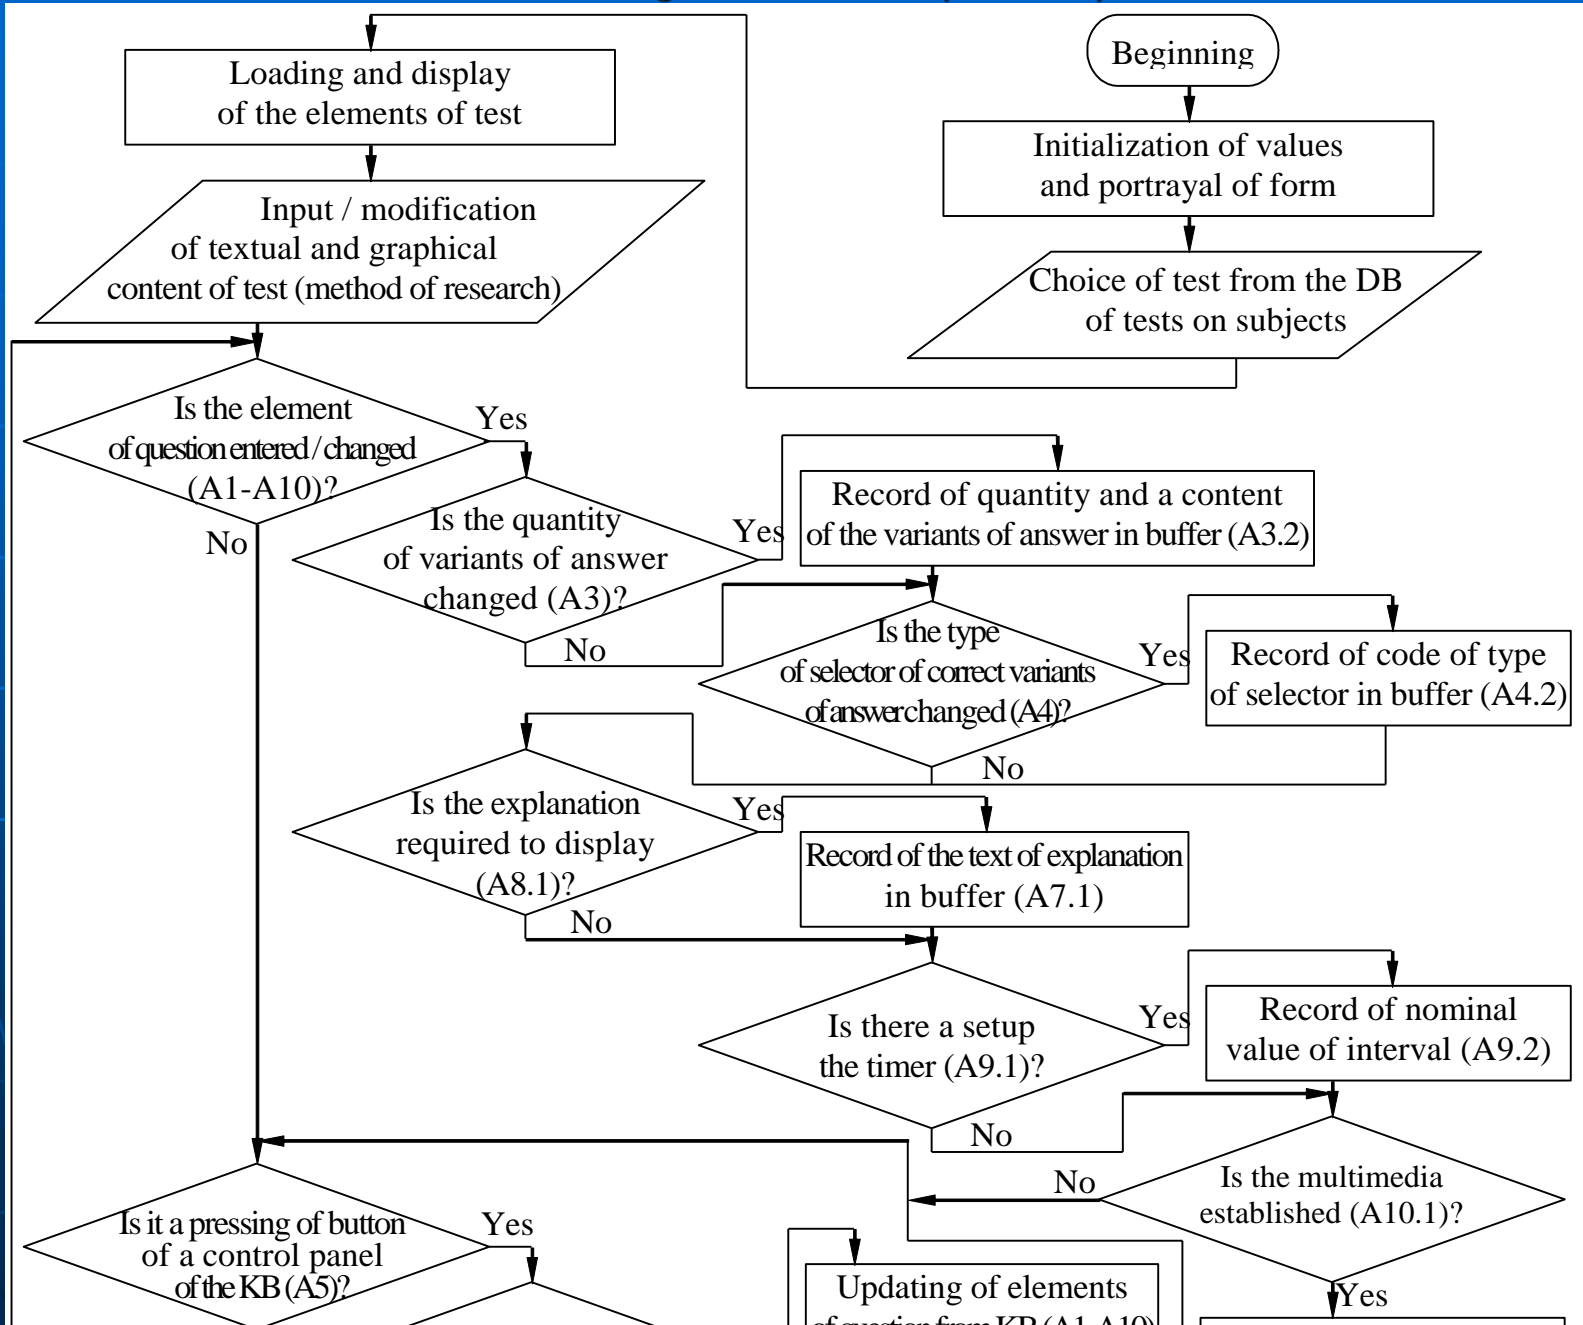 Beginning
Initialization of values
and portrayal of form
Choice of test from the DB
of tests on subjects
Loading and display
of the elements of test
Input / modification
of textual and graphical
content of test (method of research)
Is the element
of question entered / changed
(A1-A10)?
Yes
No
Is the quantity
of variants of answer
changed (A3)?
Yes
No
Record of quantity and a content
of the variants of answer in buffer (A3.2)
Is the type
of selector of correct variants
of answer changed (A4)?
Yes
No
Record of code of type
of selector in buffer (A4.2)
Is the explanation
required to display
(A8.1)?
Yes
No
Record of the text of explanation
in buffer (A7.1)
Is there a setup
the timer (A9.1)?
Yes
No
Record of nominal
value of interval (A9.2)
Is the multimedia
established (A10.1)?
No
Yes
Is it a pressing of button
of a control panel
of the KB (A5)?
Yes
Updating of elements
of question from KB (A1-A10)